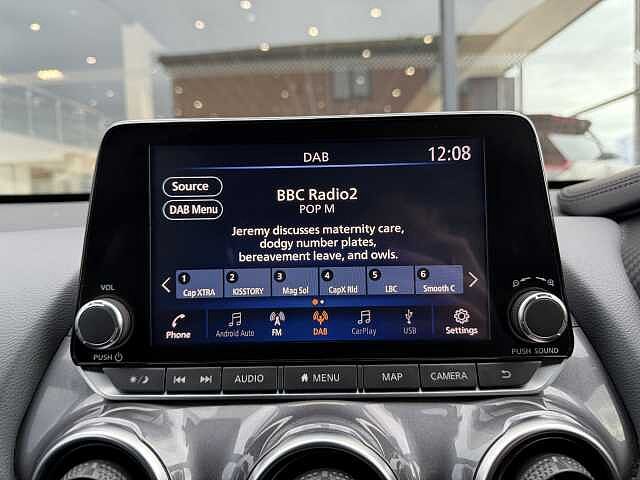 DAB
12:08
Source
BBC Radio2
POP M
DAB Menu
Jeremy discusses maternity care,
dodgy number plates,
bereavement leave, and owls.
1 2 3 4 5 6
Cap XTRA KISSTORY Mag Sol CapX Rld LBC Smooth C
Phone Android Auto FM DAB CarPlay USB Settings
VOL
PUSH
PUSH SOUND
AUDIO MENU MAP CAMERA